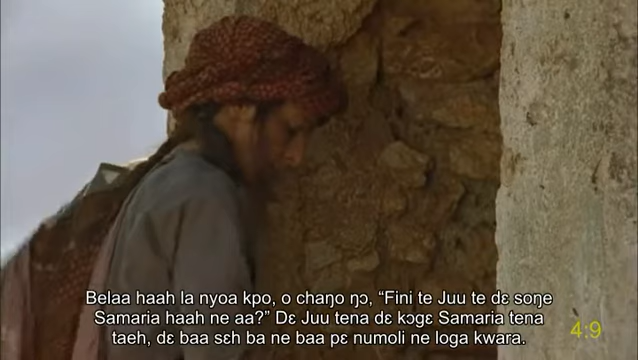 Belaa haah la nyoa kpo, o chaŋo ŋɔ, “Fini te Juu te dɛ soŋe
Samaria haah ne aa?” Dɛ Juu tena dɛ kɔgɛ Samaria tena
taeh, dɛ baa sɛh ba ne baa pɛ numoli ne loga kwara.
4:9